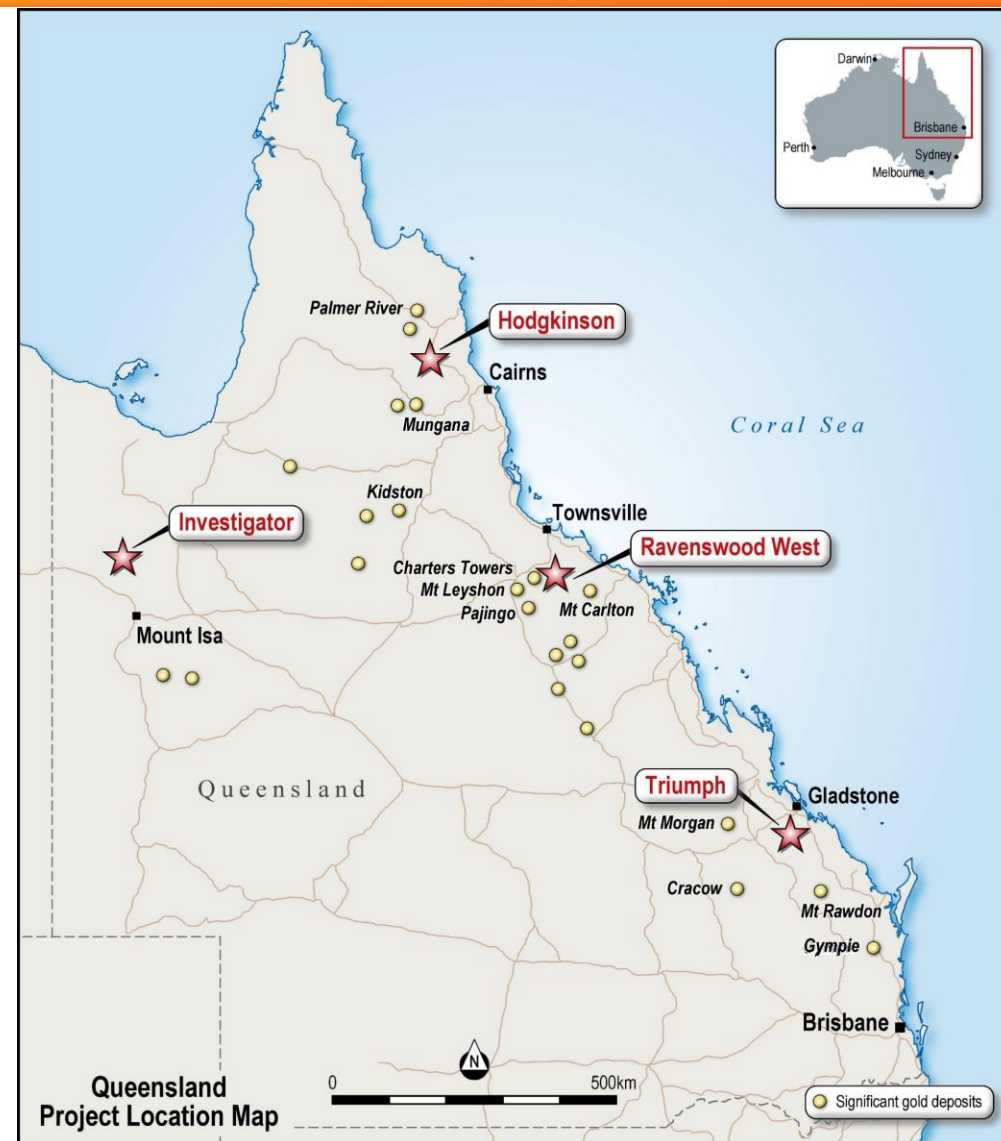 Darwin
Brisbane
Perth
Sydney
Melbourne
Palmer River
Hodgkinson
Cairns
Mungana
Coral Sea
Kidston
Investigator
Townsville
Ravenswood West
Charters Towers
Mt Leyshon
Pajingo
Mt Carlton
Mount Isa
Queensland
Triumph
Gladstone
Mt Morgan
Cracow
Mt Rawdon
Gympie
Brisbane
N
Queensland
Project Location Map
0
500km
Significant gold deposits